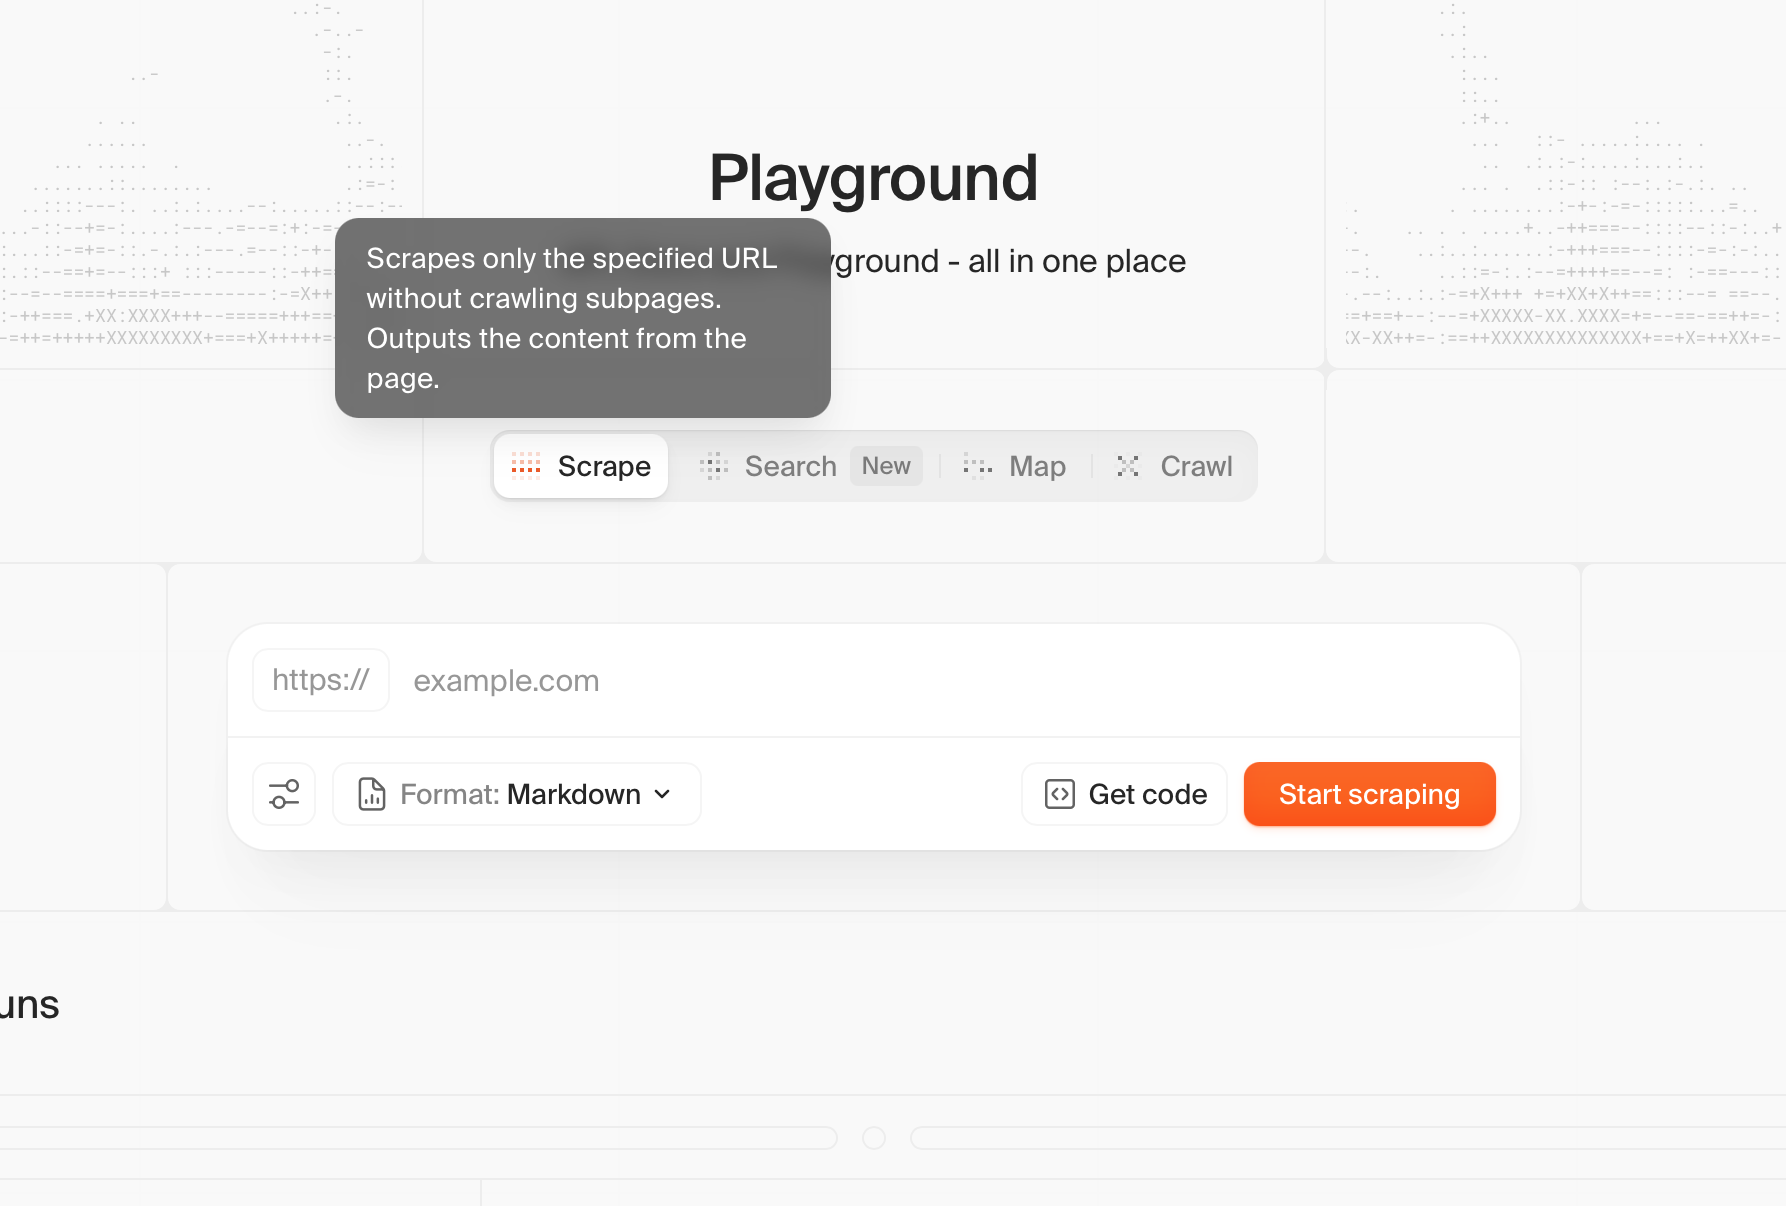 Playground
Scrapes only the specified URL
without crawling subpages.
Outputs the content from the
page.
ground - all in one place
Scrape
Search New
Map
Crawl
https:// example.com
Format: Markdown
Get code
Start scraping
uns